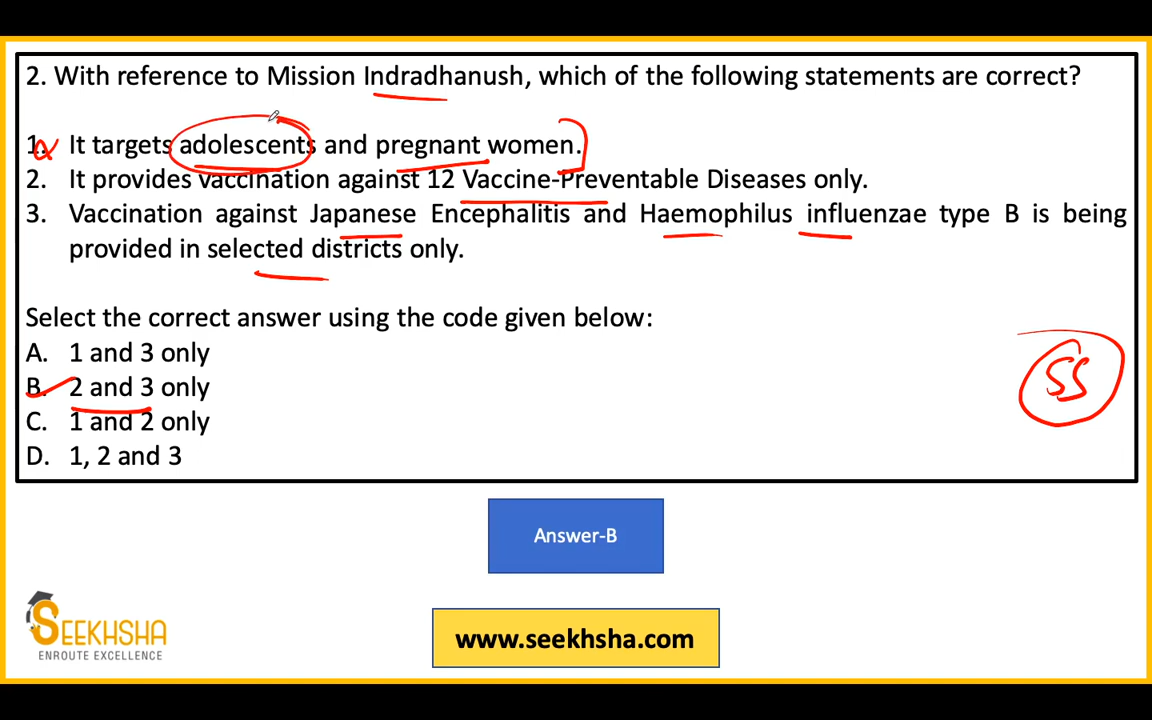 2. With reference to Mission Indradhanush, which of the following statements are correct?
1. It targets adolescents and pregnant women.
2. It provides vaccination against 12 Vaccine-Preventable Diseases only.
3. Vaccination against Japanese Encephalitis and Haemophilus influenzae type B is being
provided in selected districts only.
Select the correct answer using the code given below:
A. 1 and 3 only
B. 2 and 3 only
C. 1 and 2 only
D. 1, 2 and 3
Answer-B
SEEKHSHA
ENROUTE EXCELLENCE
www.seekhsha.com